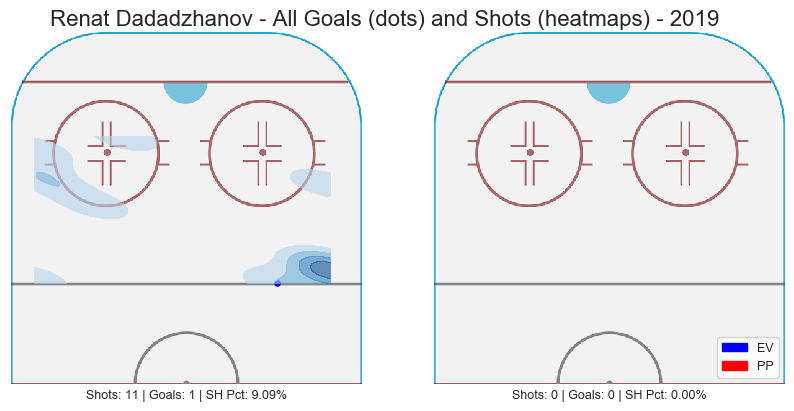 Renat Dadadzhanov - All Goals (dots) and Shots (heatmaps) - 2019
EV
PP
Shots: 11 | Goals: 1 | SH Pct: 9.09%
Shots: 0 | Goals: 0 | SH Pct: 0.00%